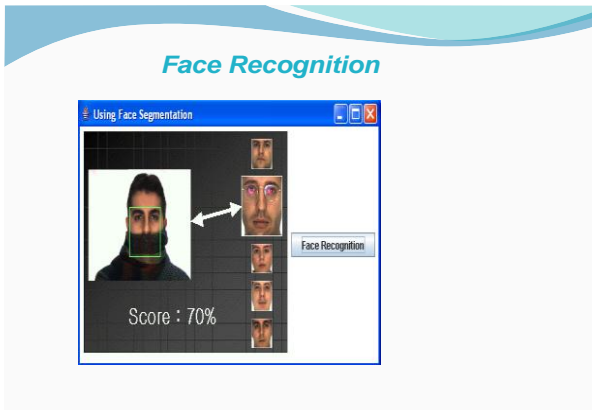 Face Recognition
Using Face Segmentation
Face Recognition
Score : 70%